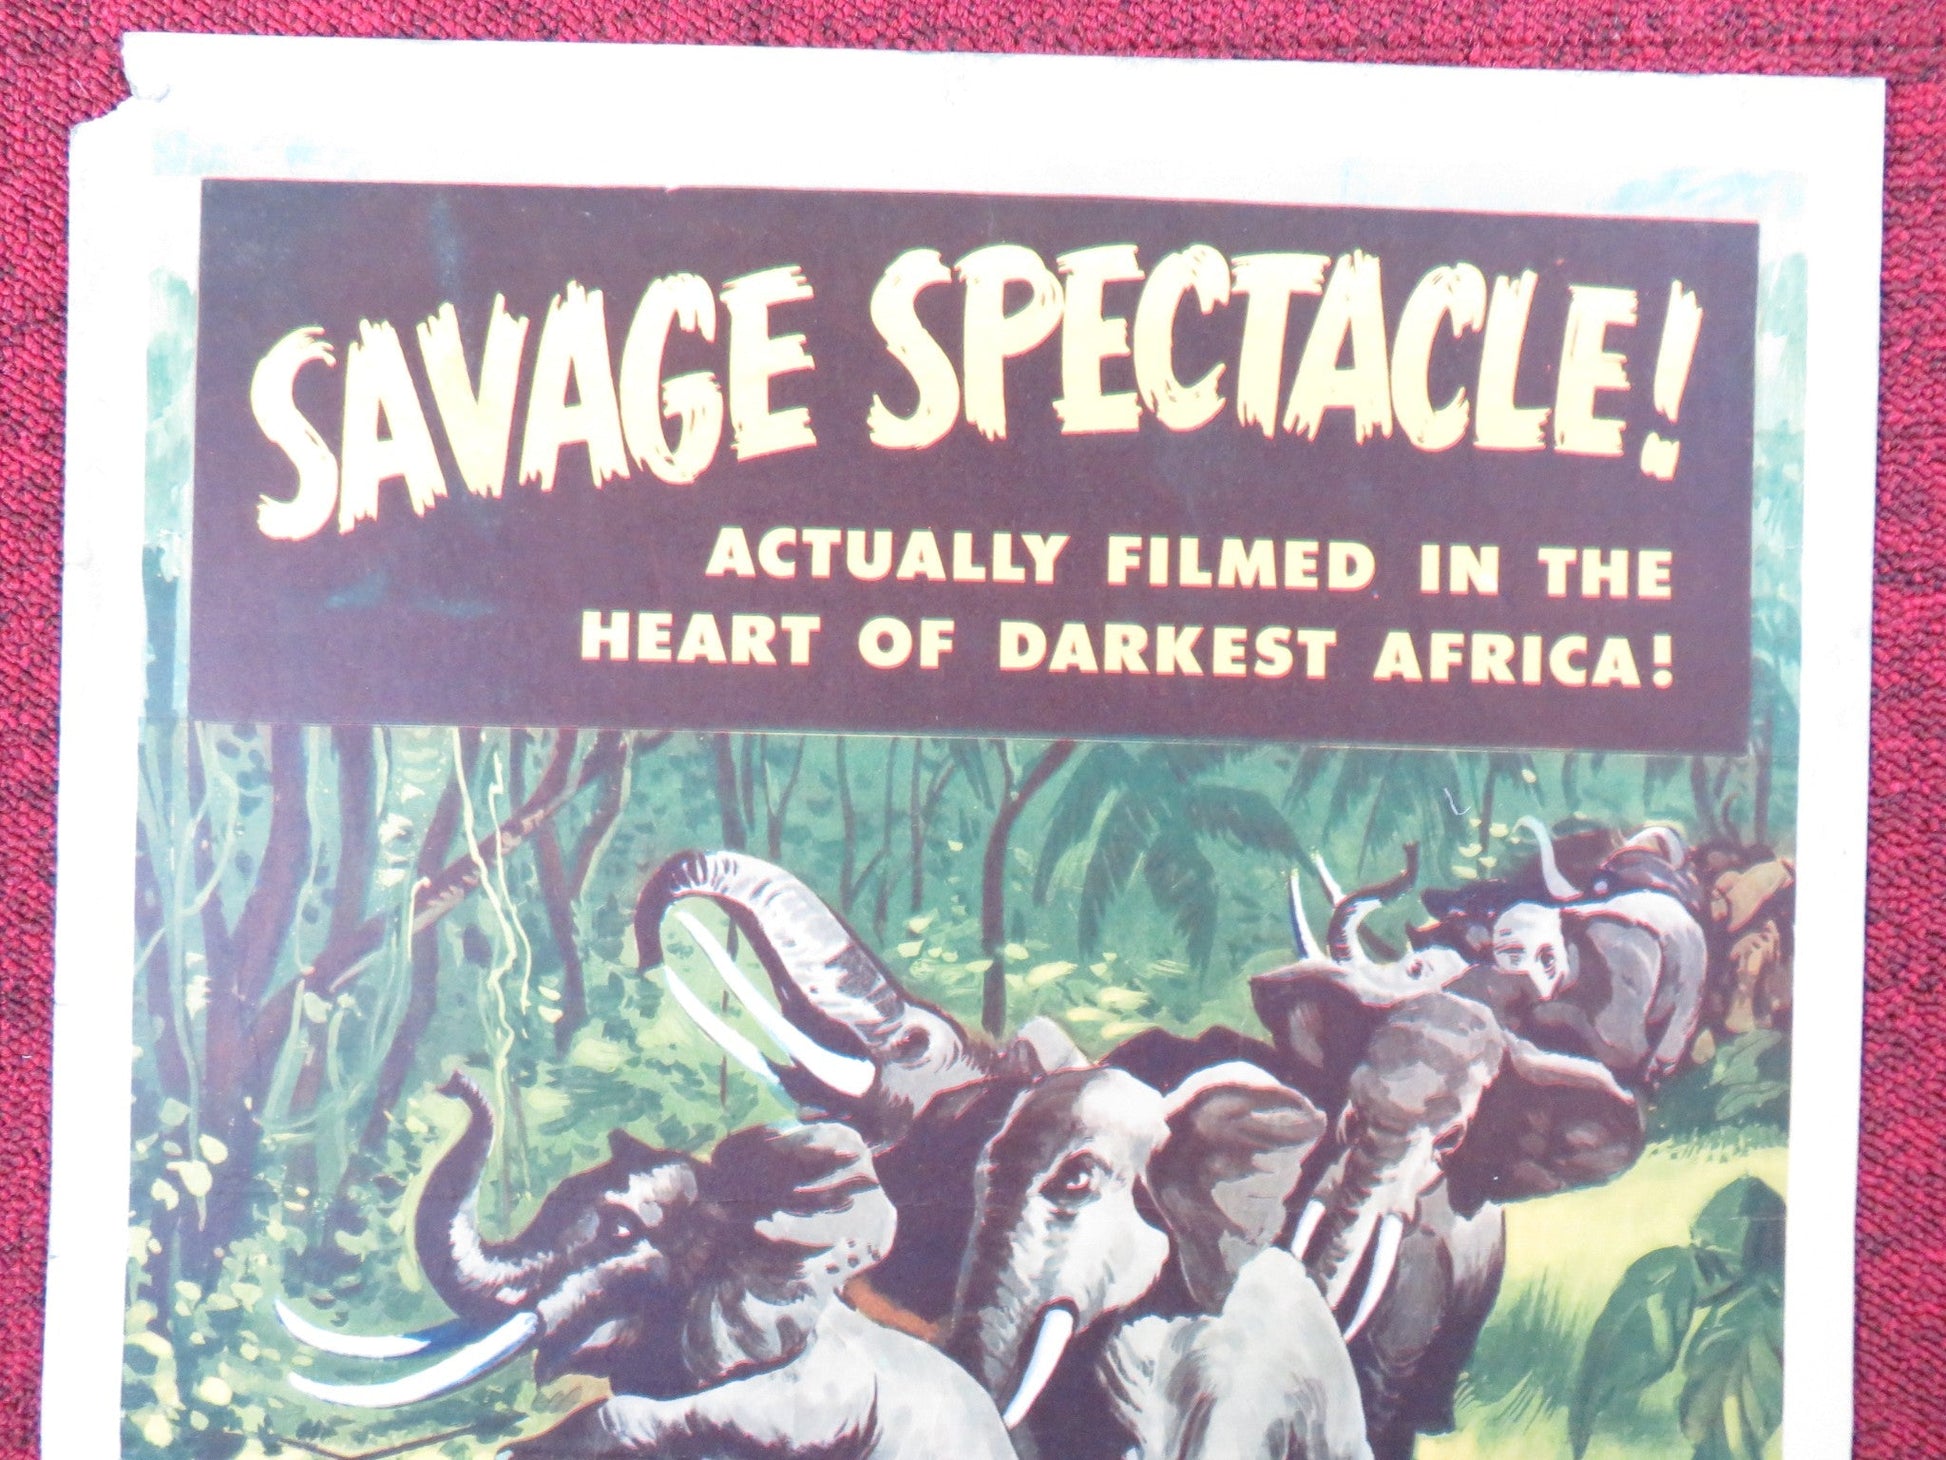 SAVAGE SPECTACLE!
ACTUALLY FILMED IN THE
HEART OF DARKEST AFRICA!